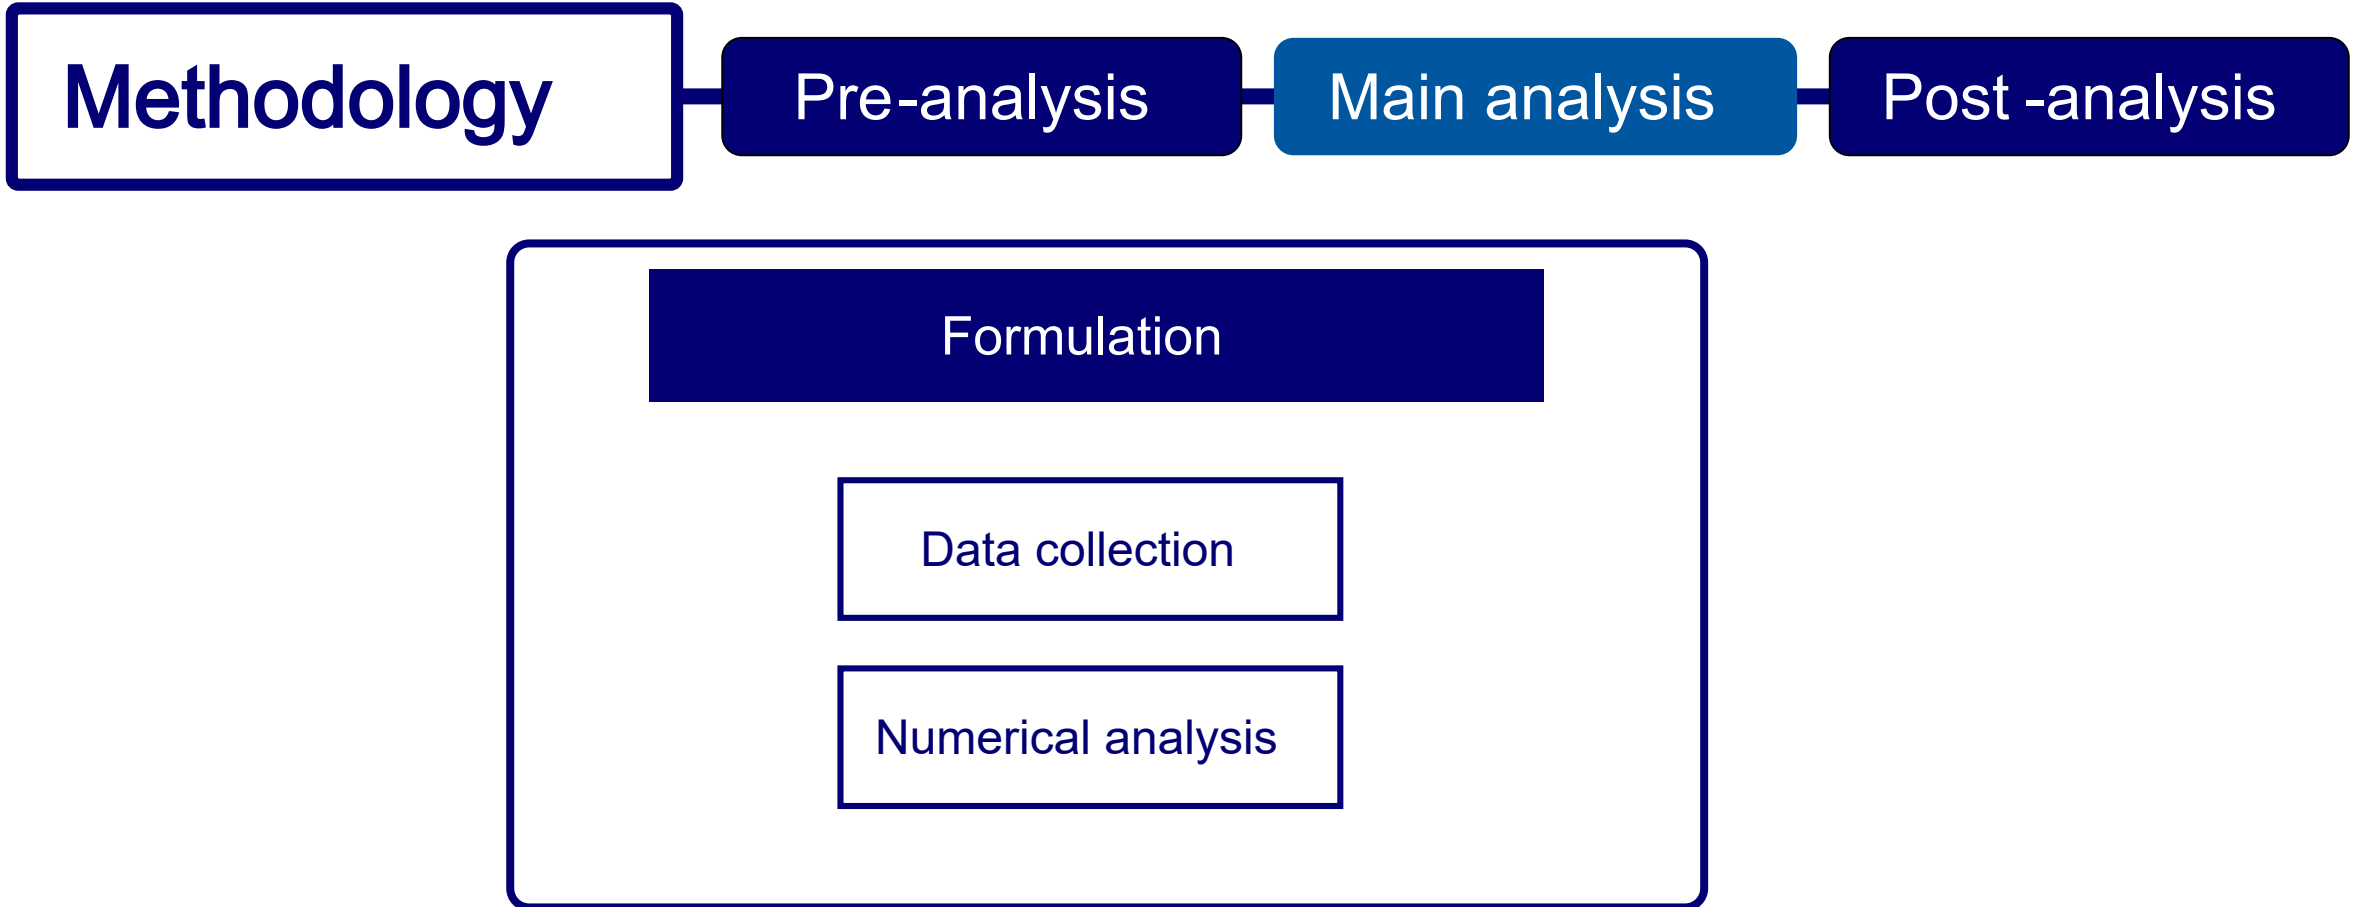 Methodology
Pre-analysis
Main analysis
Post -analysis
Formulation
Data collection
Numerical analysis